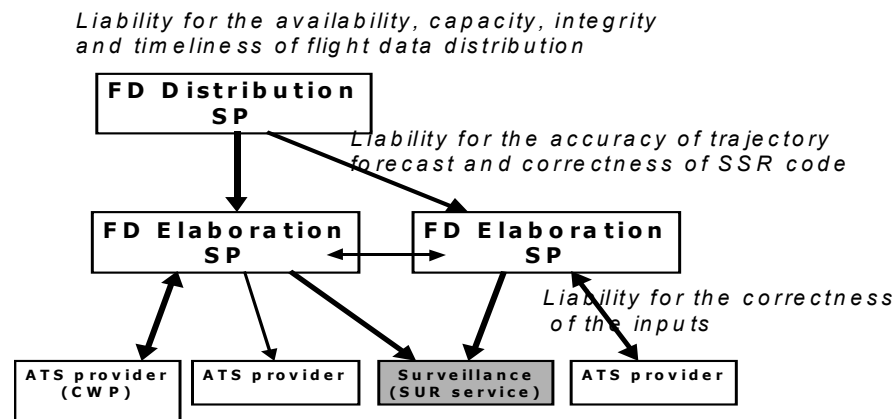 Liability for the availability, capacity, integrity
and timeliness of flight data distribution
FD Distribution
SP
Liability for the accuracy of trajectory
forecast and correctness of SSR code
FD Elaboration
SP
FD Elaboration
SP
Liability for the correctness
of the inputs
ATS provider
(CWP)
ATS provider
Surveillance
(SUR service)
ATS provider